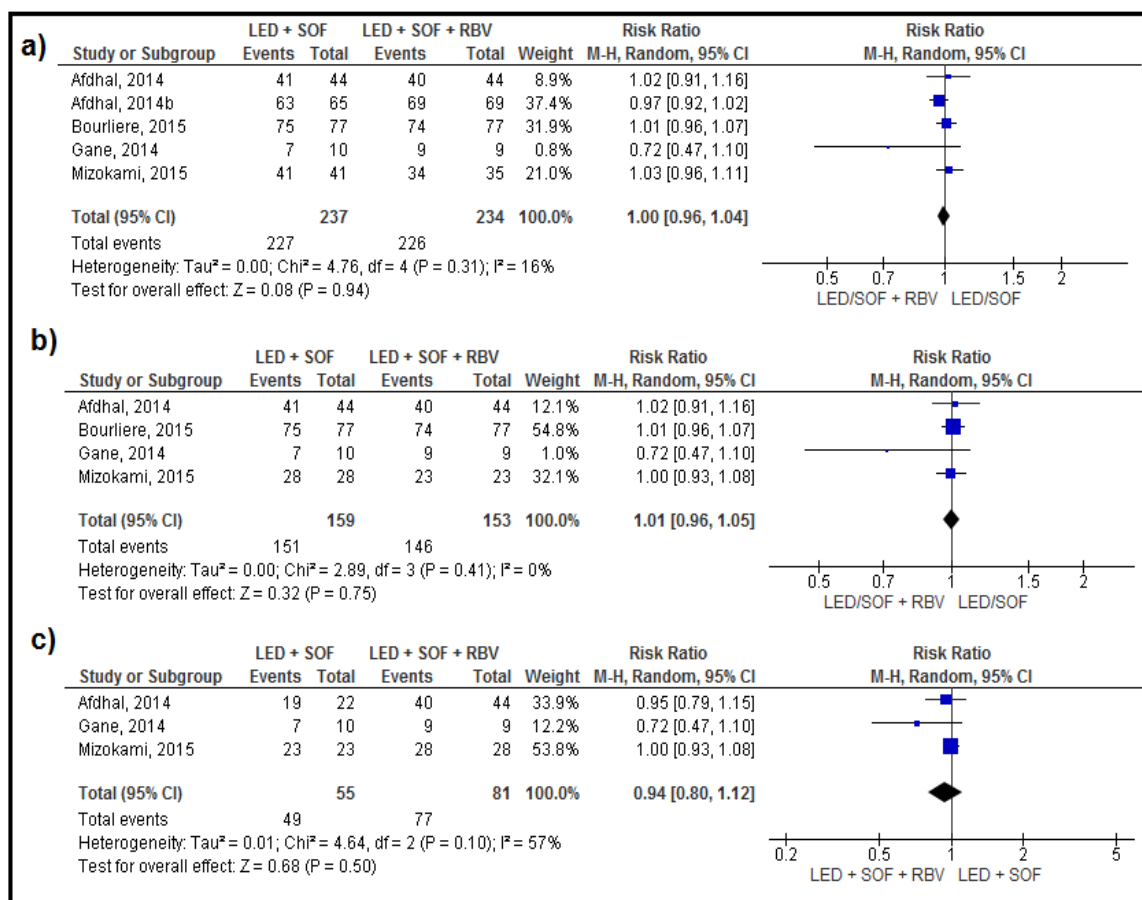 a)
LED + SOF LED + SOF + RBV Risk Ratio Risk Ratio
Study or Subgroup Events Total Events Total Weight M-H, Random, 95% CI M-H, Random, 95% CI
Afdhal, 2014 41 44 40 44 8.9% 1.02 [0.91, 1.16]
Afdhal, 2014b 63 65 69 69 37.4% 0.97 [0.92, 1.02]
Bourliere, 2015 75 77 74 77 31.9% 1.01 [0.96, 1.07]
Gane, 2014 7 10 9 9 0.8% 0.72 [0.47, 1.10]
Mizokami, 2015 41 41 34 35 21.0% 1.03 [0.96, 1.11]
Total (95% CI) 237 234 100.0% 1.00 [0.96, 1.04]
Total events 227 226
Heterogeneity: Tau² = 0.00; Chi² = 4.76, df = 4 (P = 0.31); I² = 16%
Test for overall effect: Z = 0.08 (P = 0.94)
0.5 0.7 1 1.5 2
LED/SOF + RBV LED/SOF
b)
LED + SOF LED + SOF + RBV Risk Ratio Risk Ratio
Study or Subgroup Events Total Events Total Weight M-H, Random, 95% CI M-H, Random, 95% CI
Afdhal, 2014 41 44 40 44 12.1% 1.02 [0.91, 1.16]
Bourliere, 2015 75 77 74 77 54.8% 1.01 [0.96, 1.07]
Gane, 2014 7 10 9 9 1.0% 0.72 [0.47, 1.10]
Mizokami, 2015 28 28 23 23 32.1% 1.00 [0.93, 1.08]
Total (95% CI) 159 153 100.0% 1.01 [0.96, 1.05]
Total events 151 146
Heterogeneity: Tau² = 0.00; Chi² = 2.89, df = 3 (P = 0.41); I² = 0%
Test for overall effect: Z = 0.32 (P = 0.75)
0.5 0.7 1 1.5 2
LED/SOF + RBV LED/SOF
c)
LED + SOF LED + SOF + RBV Risk Ratio Risk Ratio
Study or Subgroup Events Total Events Total Weight M-H, Random, 95% CI M-H, Random, 95% CI
Afdhal, 2014 19 22 40 44 33.9% 0.95 [0.79, 1.15]
Gane, 2014 7 10 9 9 12.2% 0.72 [0.47, 1.10]
Mizokami, 2015 23 23 28 28 53.8% 1.00 [0.93, 1.08]
Total (95% CI) 55 81 100.0% 0.94 [0.80, 1.12]
Total events 49 77
Heterogeneity: Tau² = 0.01; Chi² = 4.64, df = 2 (P = 0.10); I² = 57%
Test for overall effect: Z = 0.68 (P = 0.50)
0.2 0.5 1 2 5
LED + SOF + RBV LED + SOF